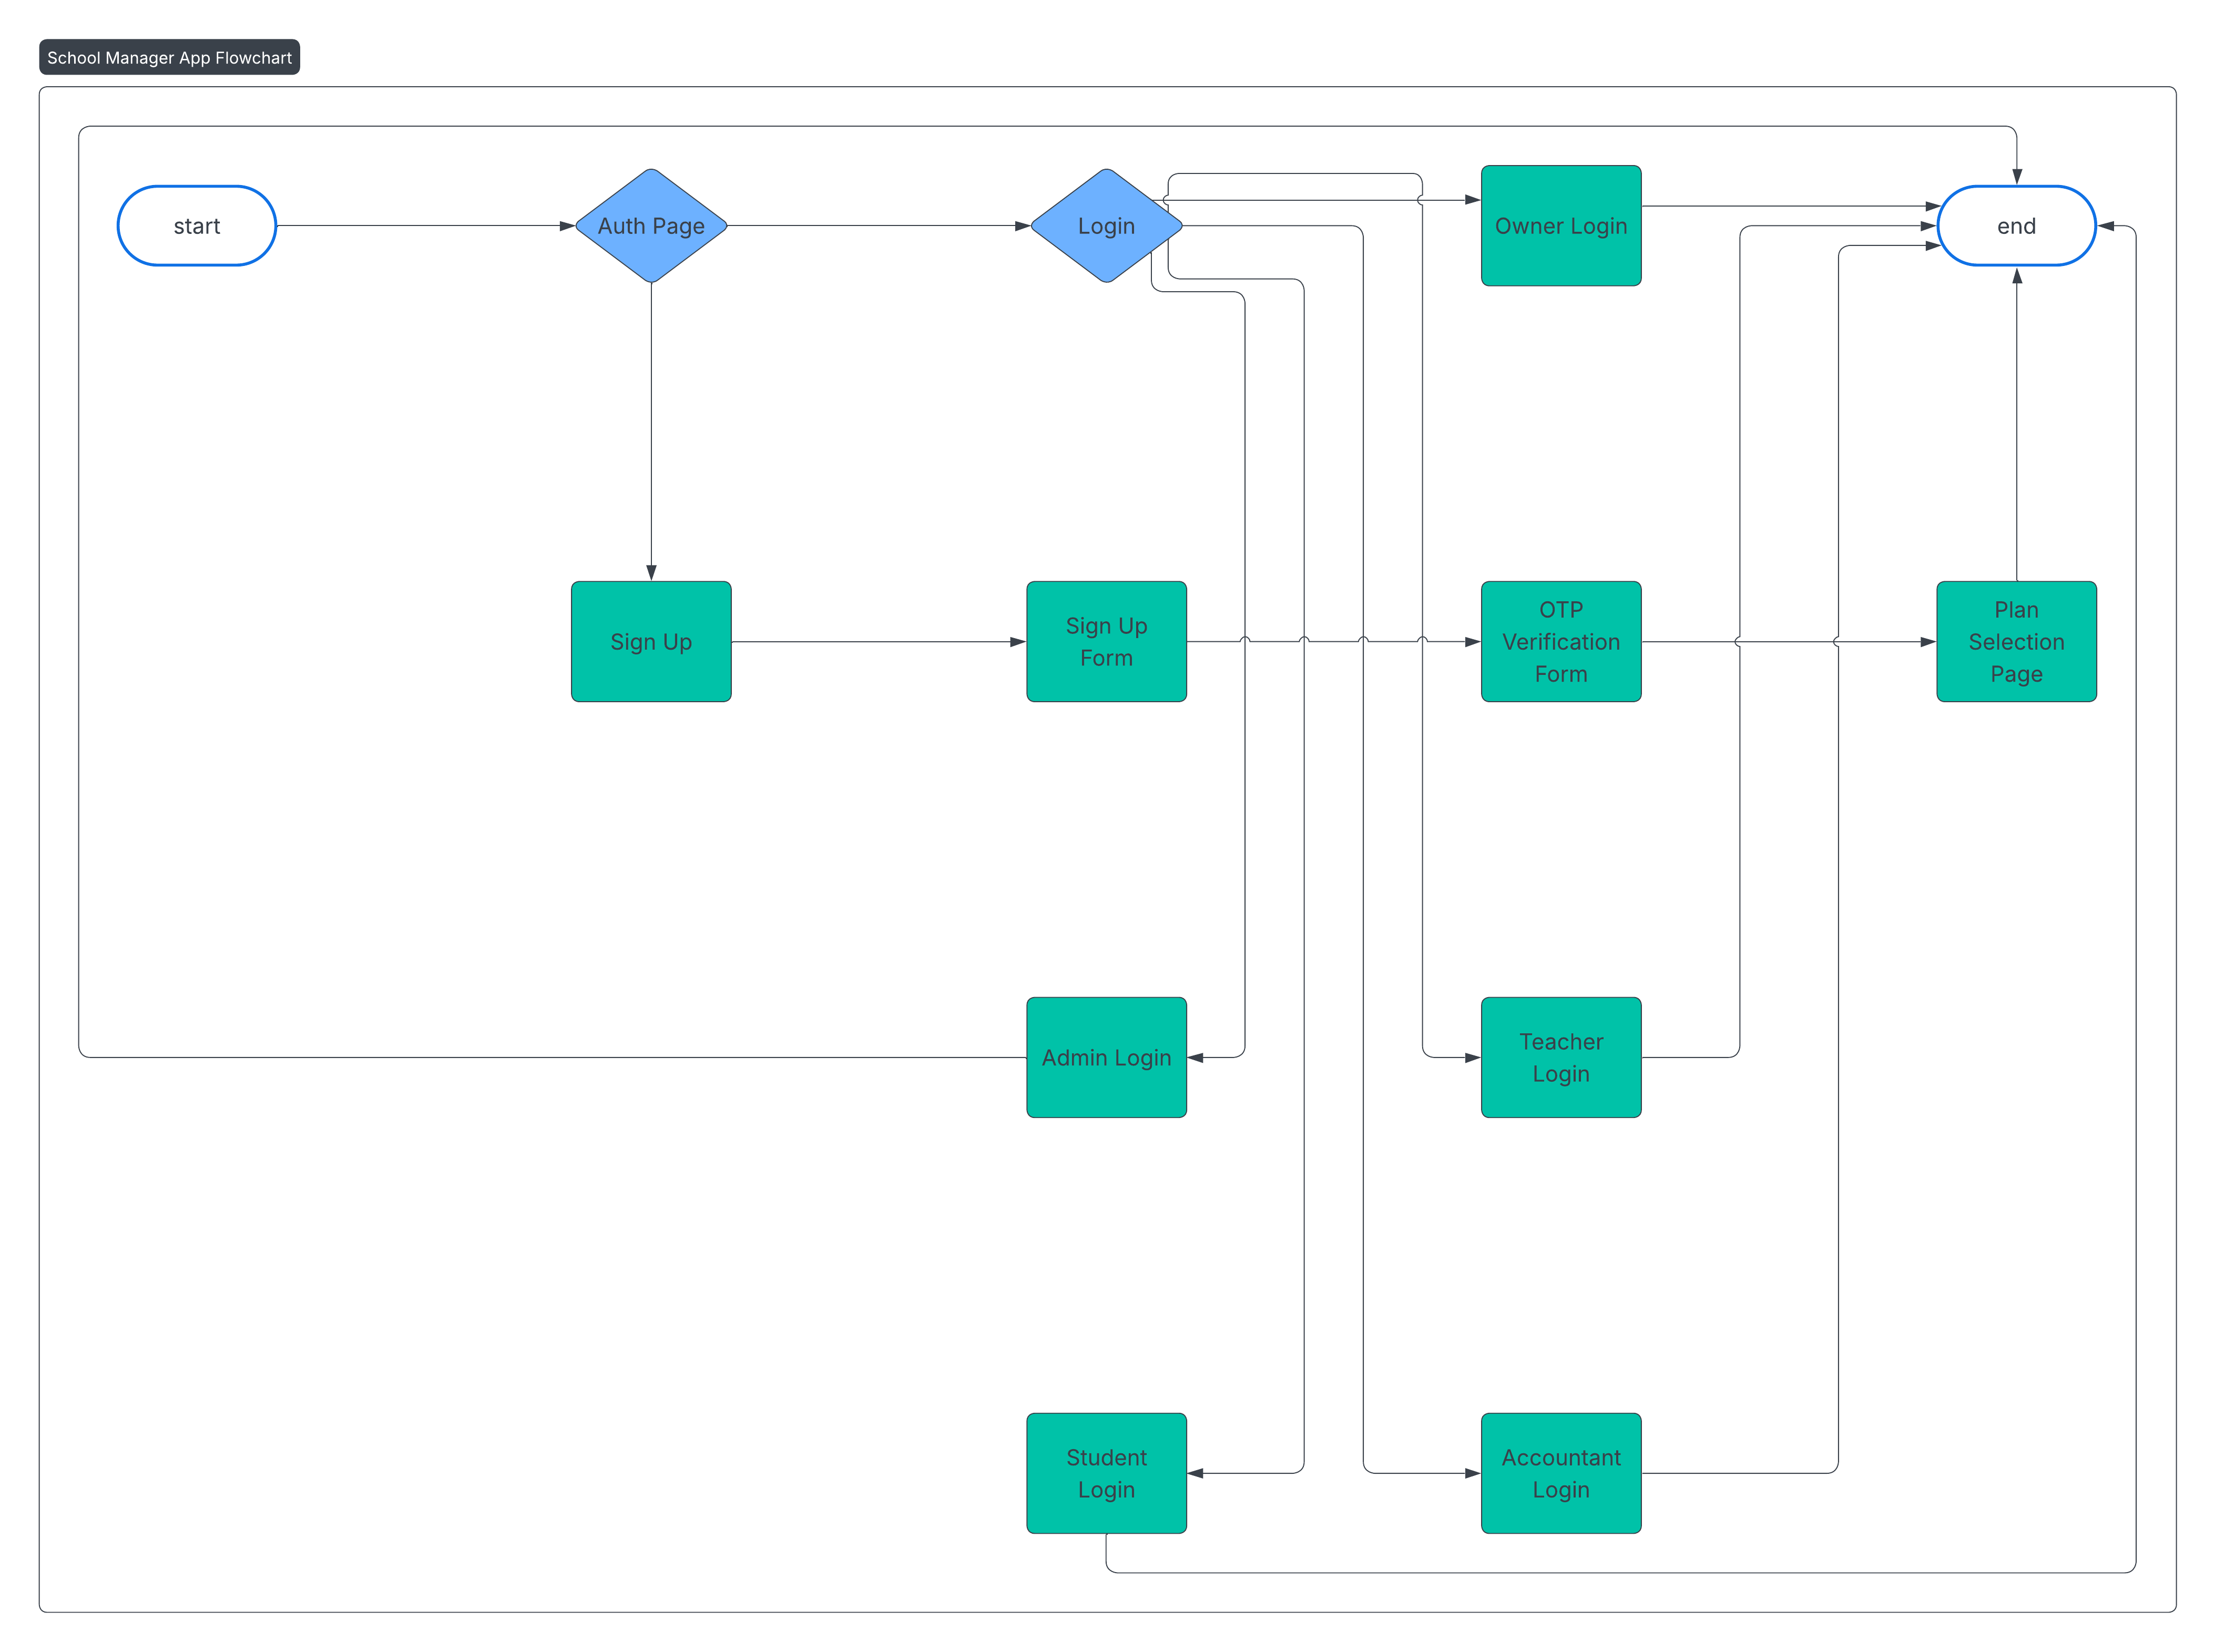 School Manager App Flowchart
start
Auth Page
Login
Owner Login
end
Sign Up
Sign Up
Form
OTP
Verification
Form
Plan
Selection
Page
Admin Login
Teacher
Login
Student
Login
Accountant
Login